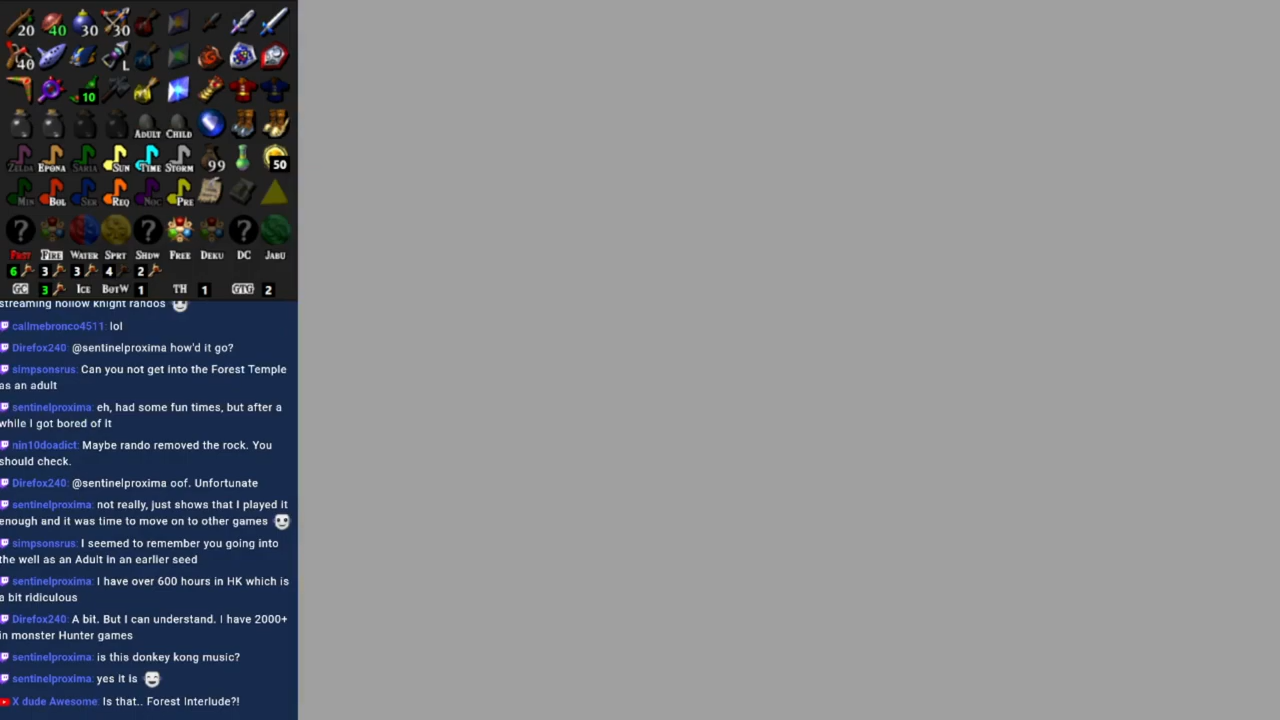 20 40 30 30
40 L
10
ADULT CHILD
ZELDA EPONA SARIA SUN TIME STORM 99 50
MIN BOL SER REQ NOC PRE
? ? ?
FRST FIRE WATER SPRT SHDW FREE DEKU DC JABU
6 3 3 4 2
GC 3 ICE BOTW 1 TH 1 GTG 2
streaming hollow knight randos
callmebronco4511: lol
Direfox240: @sentinelproxima how'd it go?
simpsonsrus: Can you not get into the Forest Temple
as an adult
sentinelproxima: eh, had some fun times, but after a
while I got bored of it
nin10doadict: Maybe rando removed the rock. You
should check.
Direfox240: @sentinelproxima oof. Unfortunate
sentinelproxima: not really, just shows that I played it
enough and it was time to move on to other games
simpsonsrus: I seemed to remember you going into
the well as an Adult in an earlier seed
sentinelproxima: I have over 600 hours in HK which is
a bit ridiculous
Direfox240: A bit. But I can understand. I have 2000+
in monster Hunter games
sentinelproxima: is this donkey kong music?
sentinelproxima: yes it is
X dude Awesome: Is that.. Forest Interlude?!